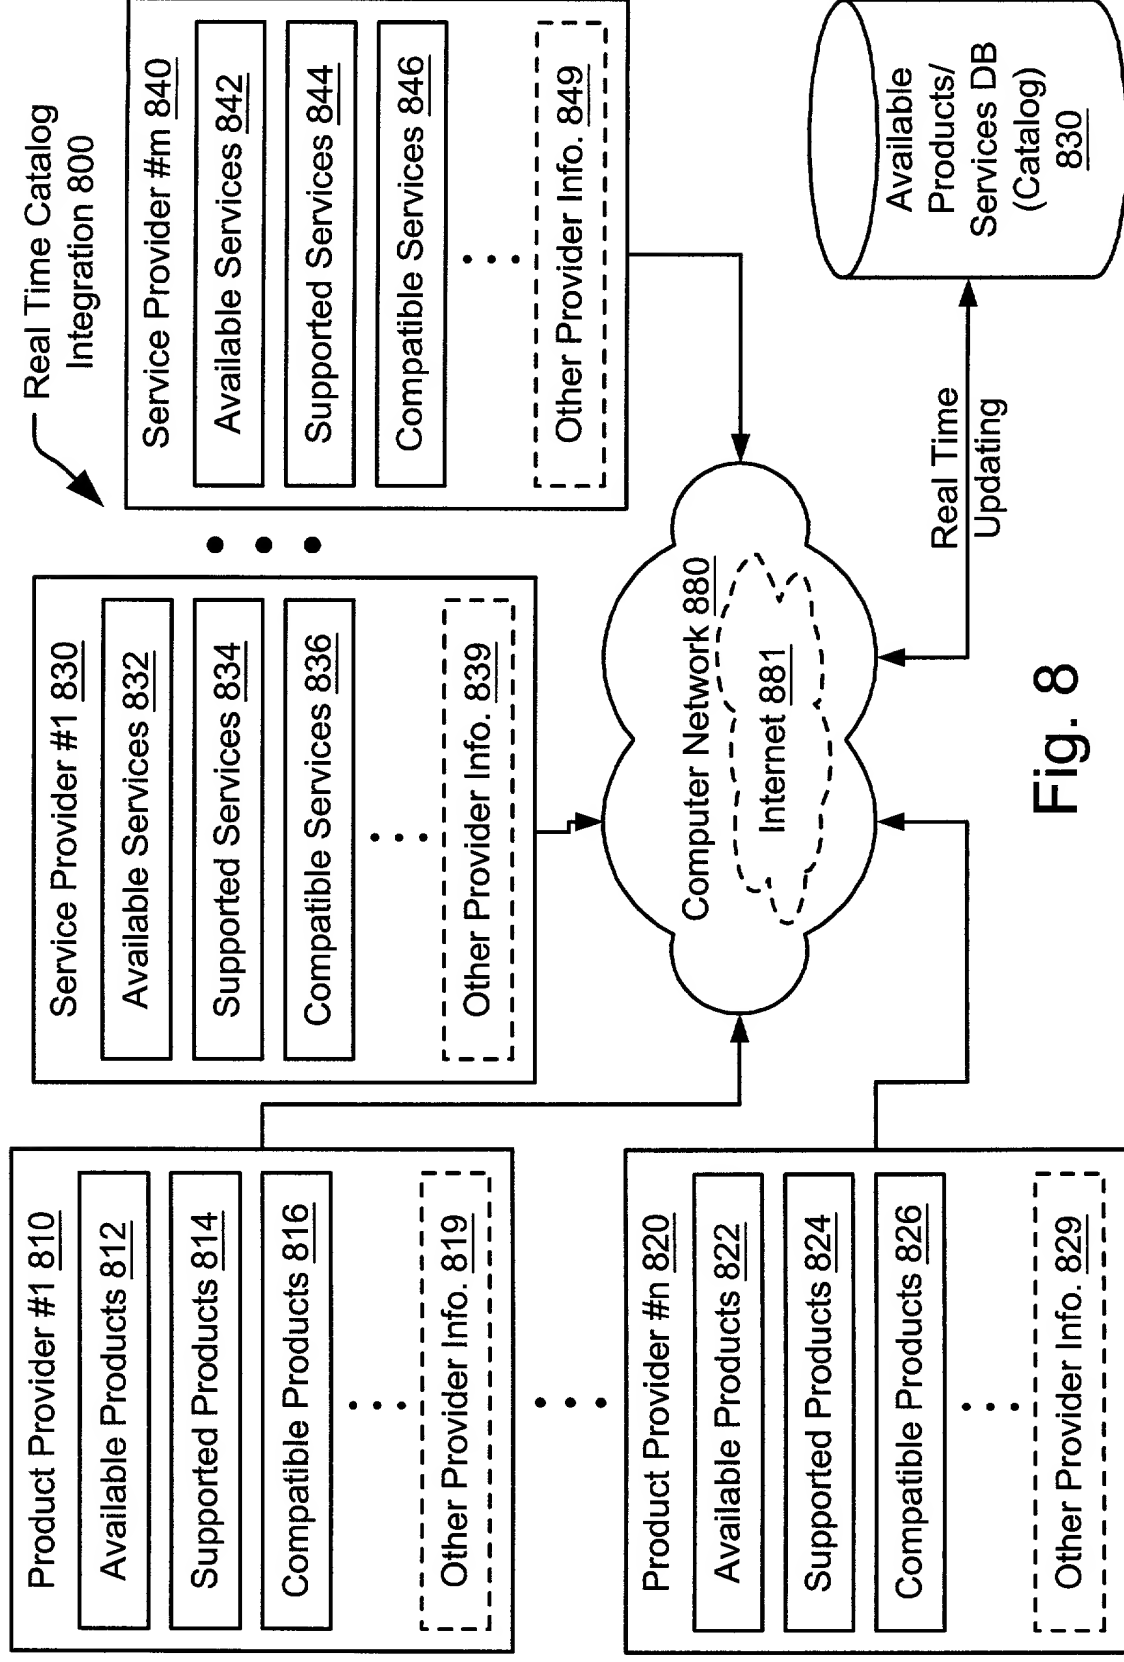 Real Time Catalog
Integration 800
Product Provider #1 810
Available Products 812
Supported Products 814
Compatible Products 816
Other Provider Info. 819
Service Provider #1 830
Available Services 832
Supported Services 834
Compatible Services 836
Other Provider Info. 839
Service Provider #m 840
Available Services 842
Supported Services 844
Compatible Services 846
Other Provider Info. 849
Product Provider #n 820
Available Products 822
Supported Products 824
Compatible Products 826
Other Provider Info. 829
Computer Network 880
Internet 881
Real Time
Updating
Available
Products/
Services DB
(Catalog)
830
Fig. 8